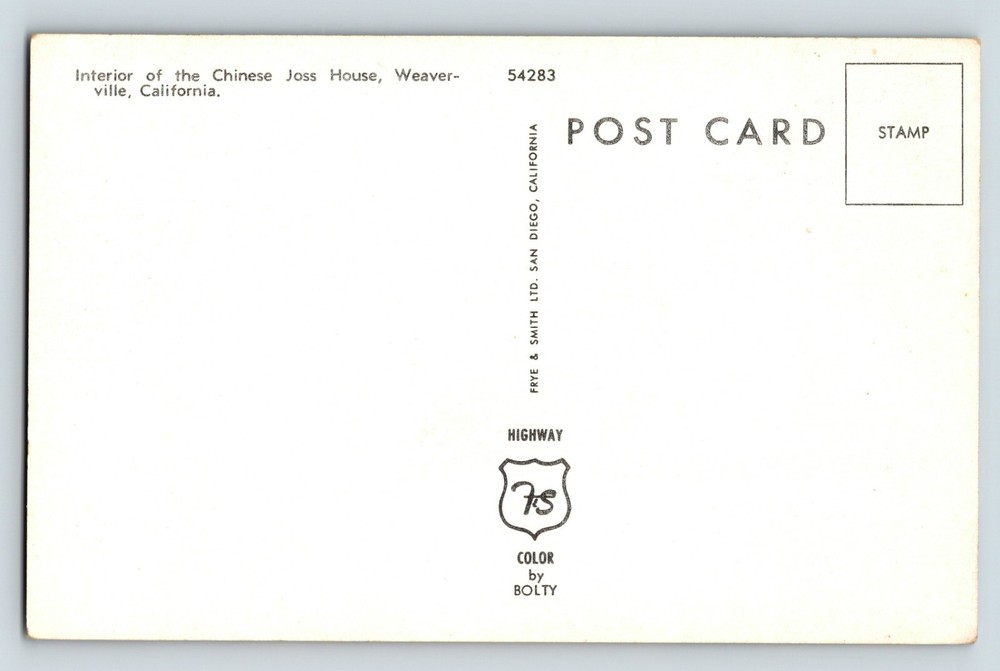 Interior of the Chinese Joss House, Weaver-
ville, California.
54283
POST CARD
STAMP
FRYE & SMITH LTD. SAN DIEGO, CALIFORNIA
HIGHWAY
FS
COLOR
by
BOLTY